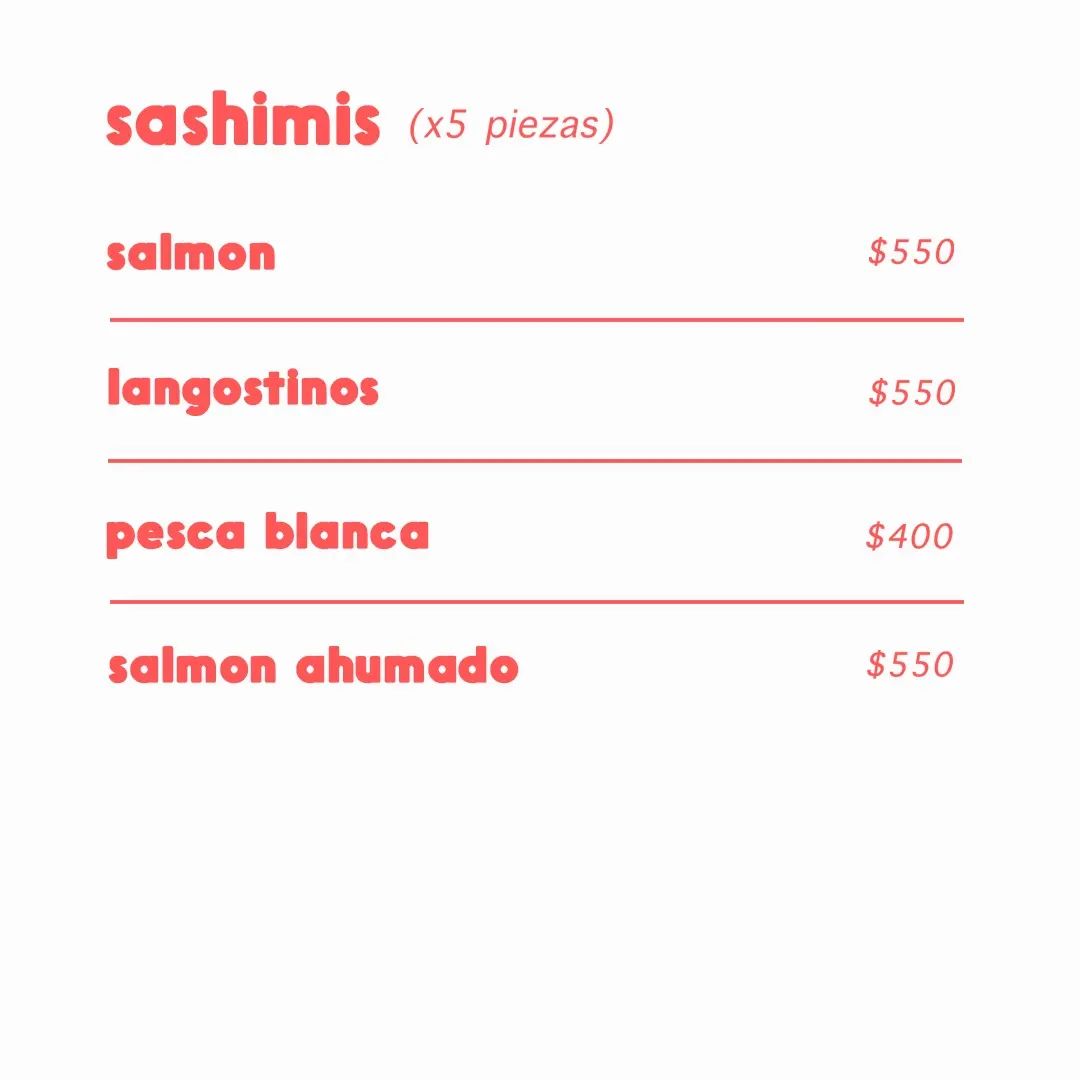 sashimis (x5 piezas)
salmon $550
langostinos $550
pesca blanca $400
salmon ahumado $550